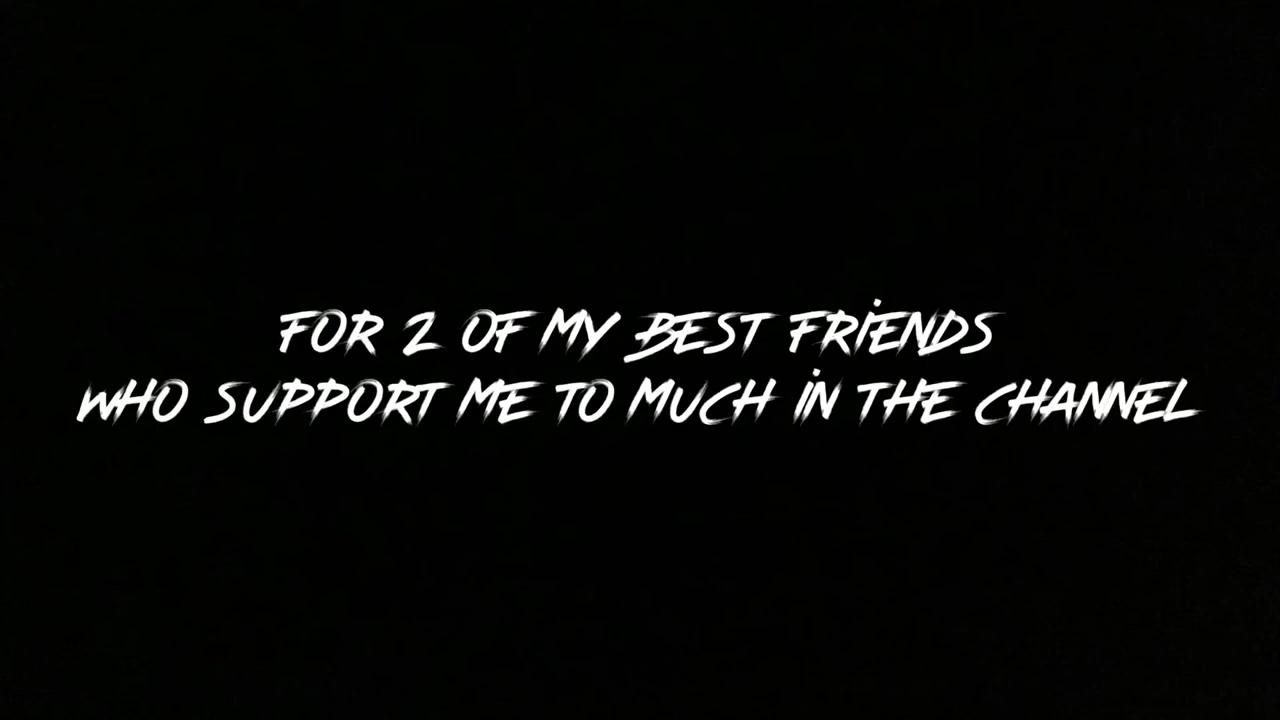 FOR 2 OF MY BEST FRiENDS
WHO SUPPORT ME TO MUCH iN THE CHANNEL